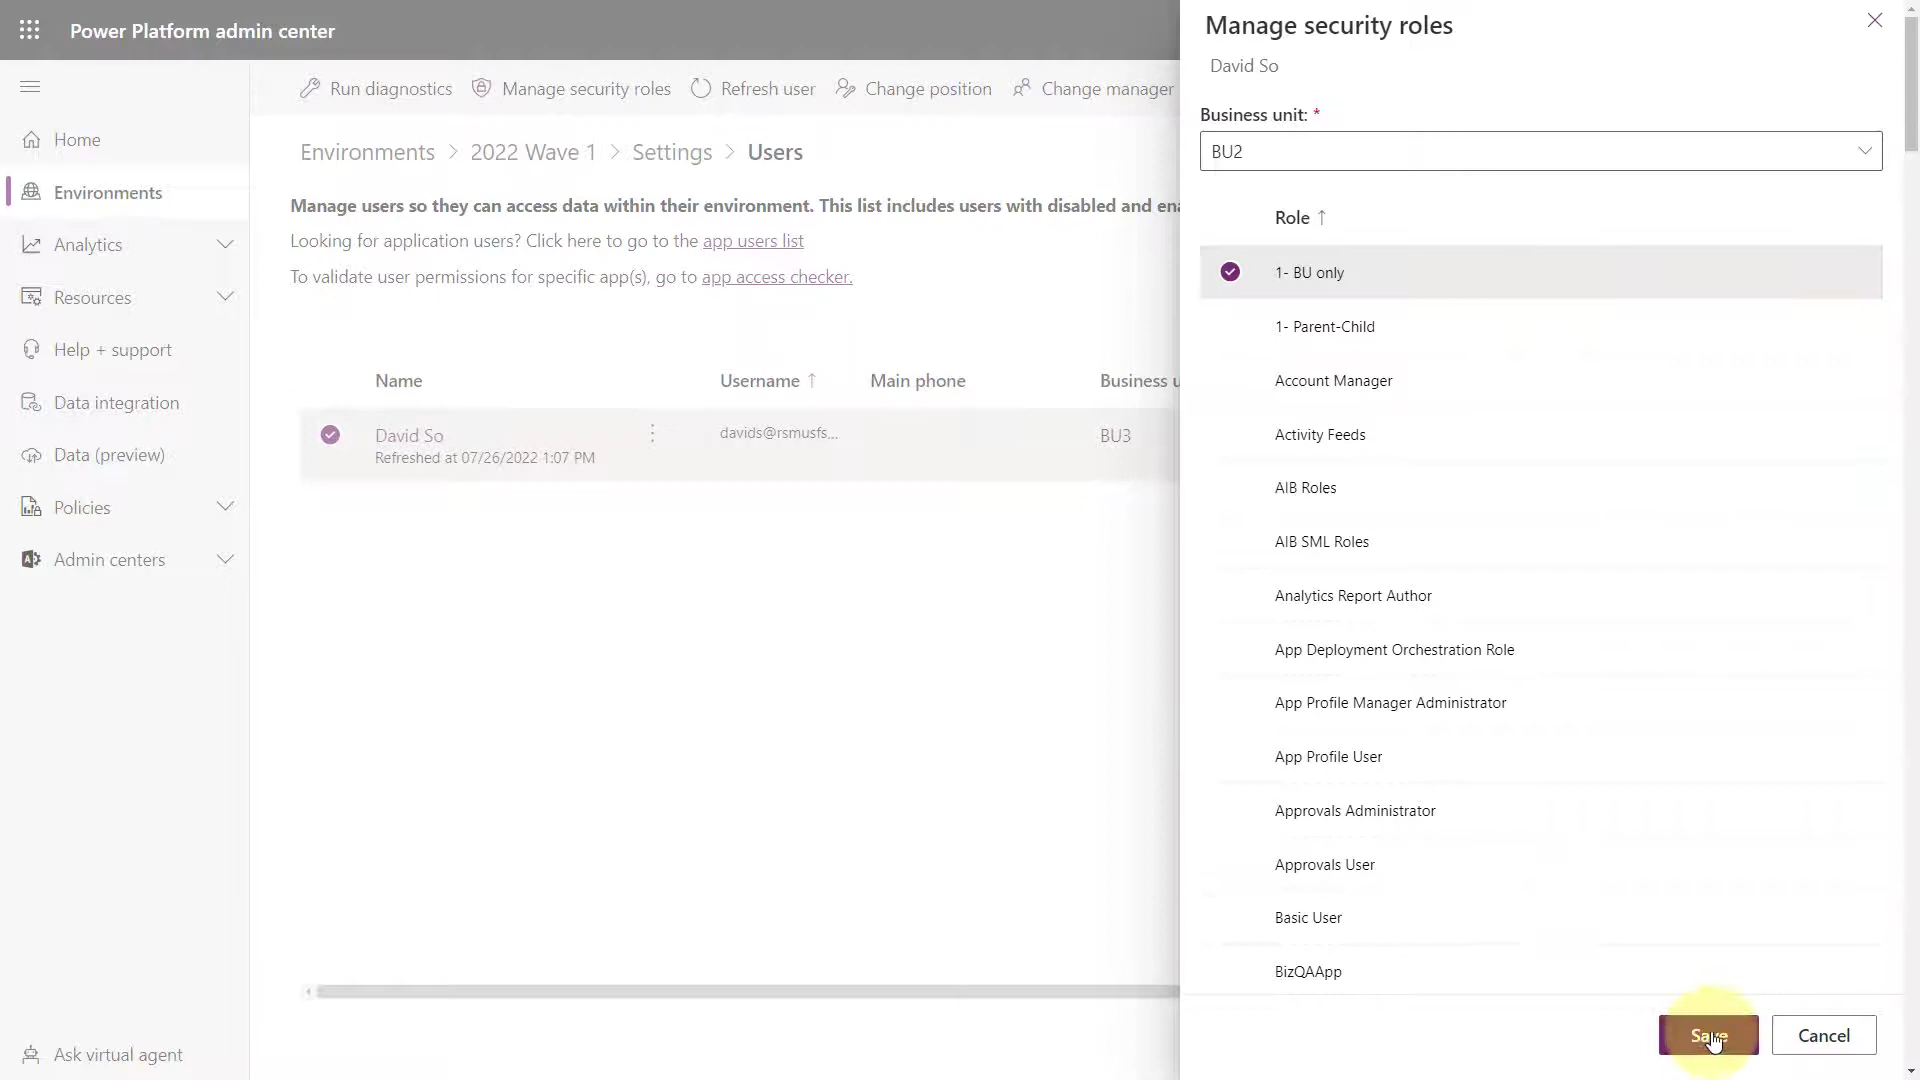 Power Platform admin center
Home
Environments
Analytics
Resources
Help + support
Data integration
Data (preview)
Policies
Admin centers
Ask virtual agent
Run diagnostics
Manage security roles
Refresh user
Change position
Change manager
Environments > 2022 Wave 1 > Settings > Users
Manage users so they can access data within their environment. This list includes users with disabled and ena
Looking for application users? Click here to go to the app users list
To validate user permissions for specific app(s), go to app access checker.
Name Username ↑ Main phone Business u
David So davids@rsmusfs... BU3
Refreshed at 07/26/2022 1:07 PM
Manage security roles
David So
Business unit: *
BU2
Role ↑
1- BU only
1- Parent-Child
Account Manager
Activity Feeds
AIB Roles
AIB SML Roles
Analytics Report Author
App Deployment Orchestration Role
App Profile Manager Administrator
App Profile User
Approvals Administrator
Approvals User
Basic User
BizQAApp
Save
Cancel